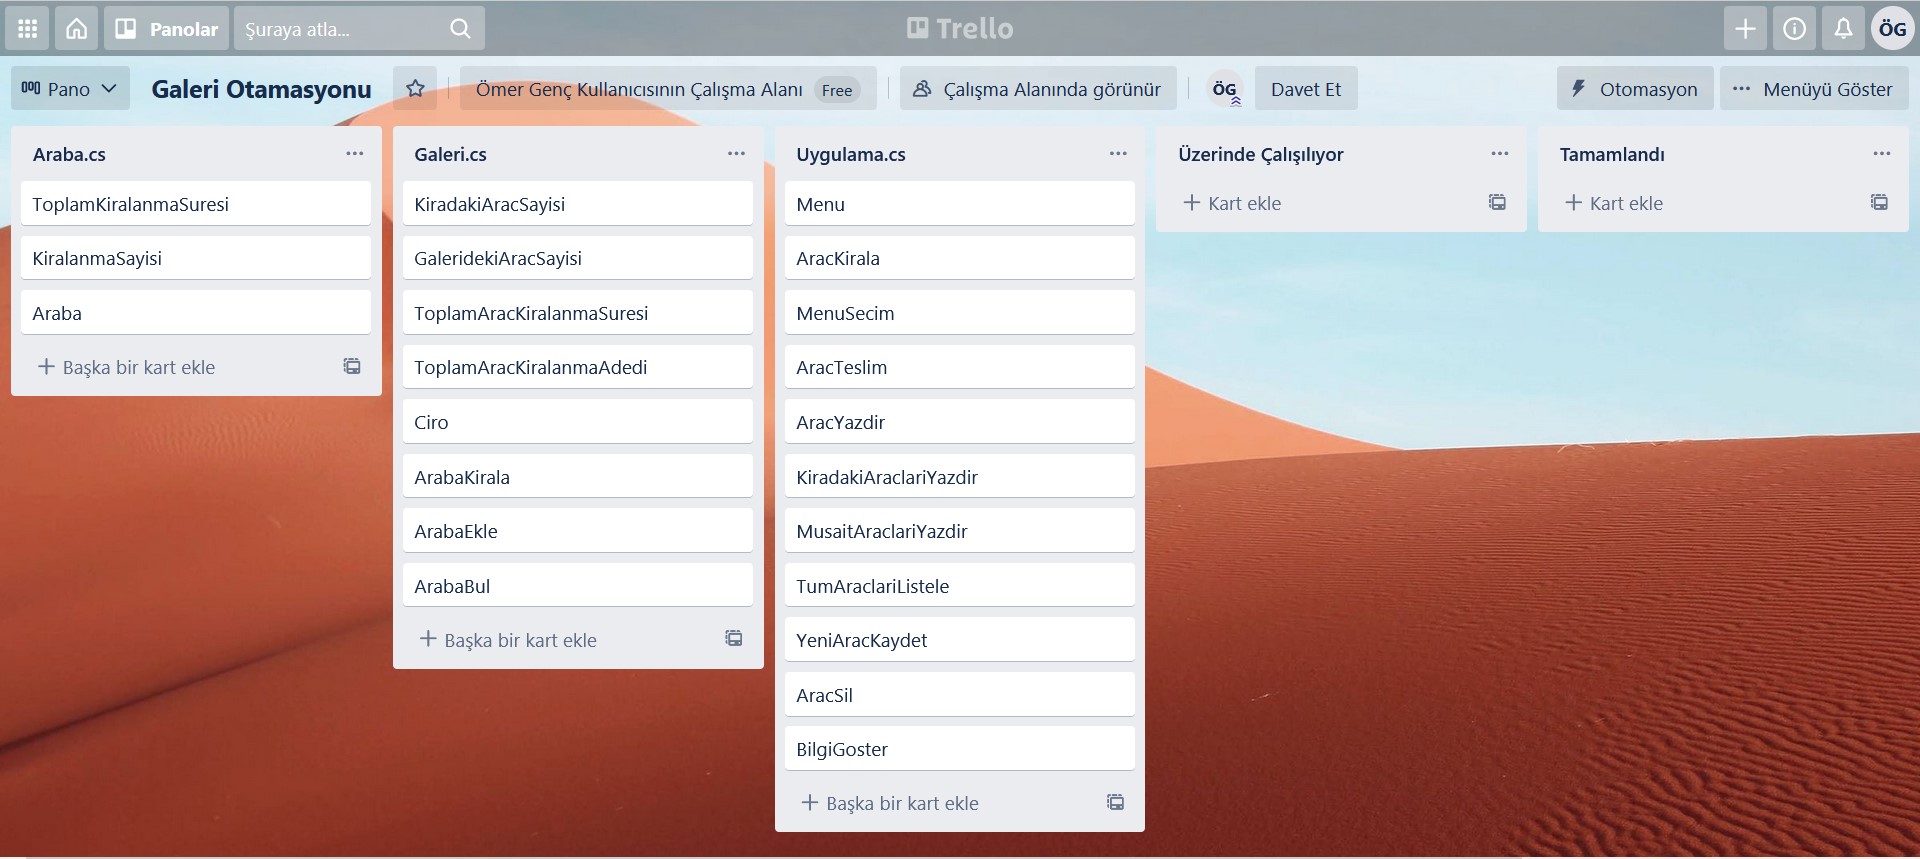 Panolar
Şuraya atla...
Trello
ÖG
Pano
Galeri Otamasyonu
Ömer Genç Kullanıcısının Çalışma Alanı
Free
Çalışma Alanında görünür
ÖG
Davet Et
Otomasyon
Menüyü Göster
Araba.cs
ToplamKiralanmaSuresi
KiralanmaSayisi
Araba
Başka bir kart ekle
Galeri.cs
KiradakiAracSayisi
GaleridekiAracSayisi
ToplamAracKiralanmaSuresi
ToplamAracKiralanmaAdedi
Ciro
ArabaKirala
ArabaEkle
ArabaBul
Başka bir kart ekle
Uygulama.cs
Menu
AracKirala
MenuSecim
AracTeslim
AracYazdir
KiradakiAraclariYazdir
MusaitAraclariYazdir
TumAraclariListele
YeniAracKaydet
AracSil
BilgiGoster
Başka bir kart ekle
Üzerinde Çalışılıyor
Kart ekle
Tamamlandı
Kart ekle